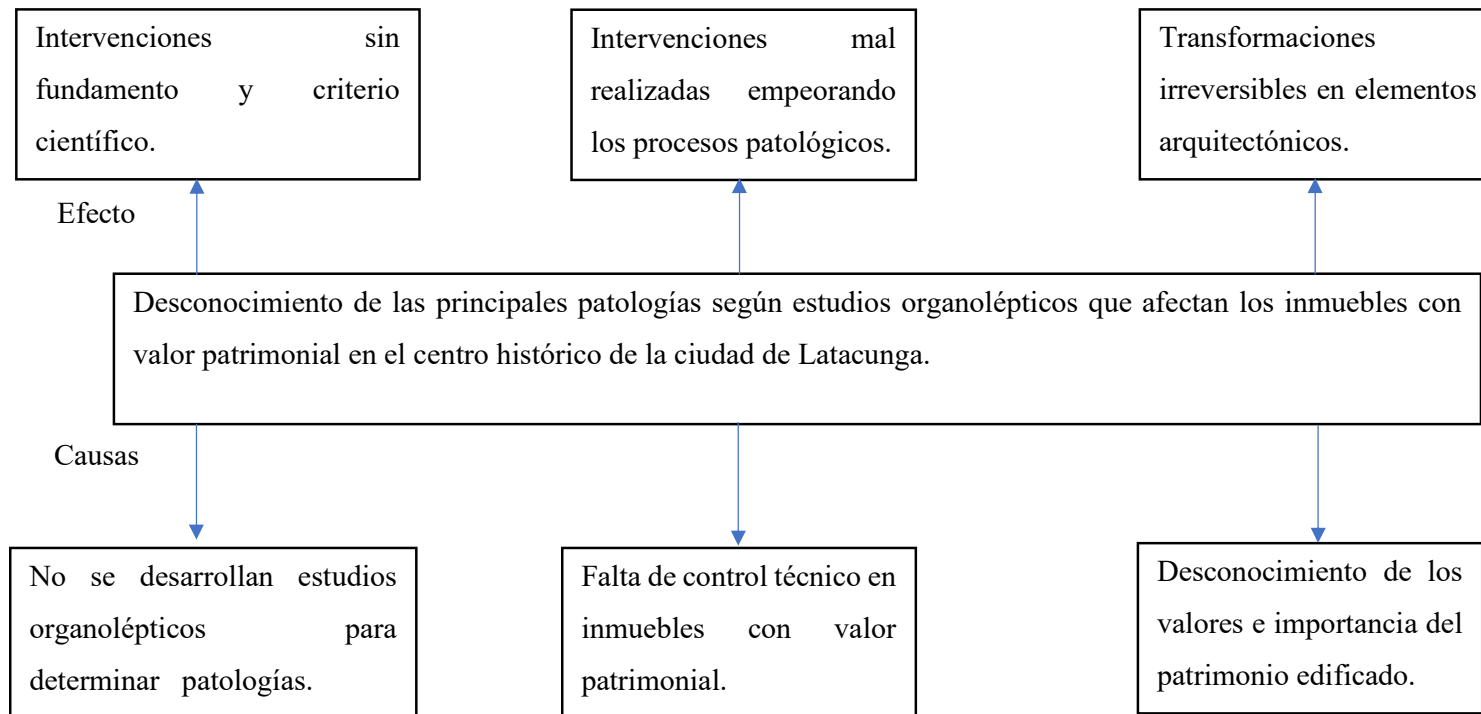 Intervenciones sin
fundamento y criterio
científico.
Intervenciones mal
realizadas empeorando
los procesos patológicos.
Transformaciones
irreversibles en elementos
arquitectónicos.
Efecto
Desconocimiento de las principales patologías según estudios organolépticos que afectan los inmuebles con
valor patrimonial en el centro histórico de la ciudad de Latacunga.
Causas
No se desarrollan estudios
organolépticos para
determinar patologías.
Falta de control técnico en
inmuebles con valor
patrimonial.
Desconocimiento de los
valores e importancia del
patrimonio edificado.